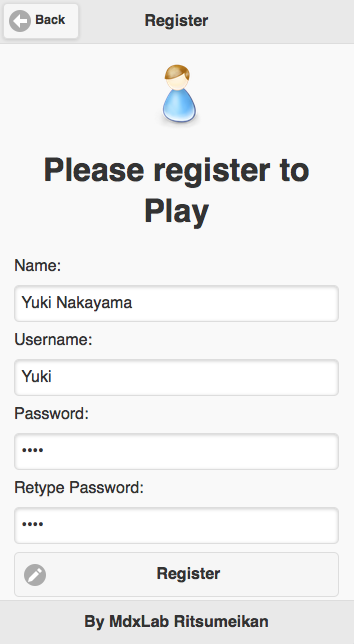 Back
Register
Please register to
Play
Name:
Yuki Nakayama
Username:
Yuki
Password:
••••
Retype Password:
••••
Register
By MdxLab Ritsumeikan